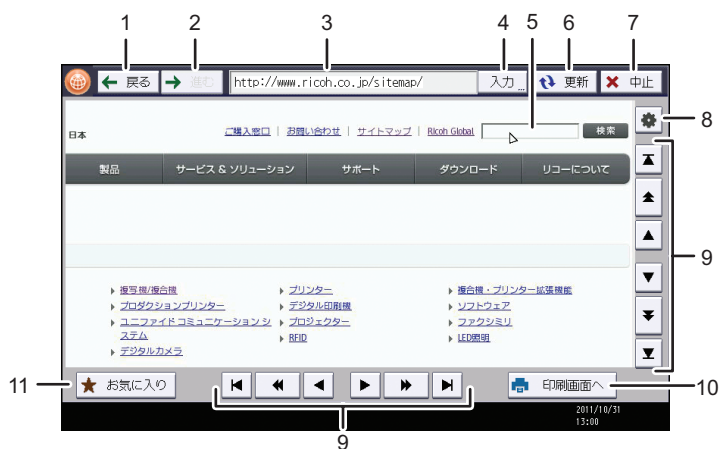 1 2 3 4 5 6 7
戻る 進む http://www.ricoh.co.jp/sitemap/ 入力 更新 中止
8
日本 ご購入窓口 | お問い合わせ | サイトマップ | Ricoh Global 検索
製品 サービス & ソリューション サポート ダウンロード リコーについて
9
複写機/複合機 プリンター 複合機・プリンター拡張機能
プロダクションプリンター デジタル印刷機 ソフトウェア
ユニファイドコミュニケーションシ プロジェクター ファクシミリ
ステム RFID LED照明
デジタルカメラ
11 お気に入り 印刷画面へ 10
2011/10/31
13:00
9